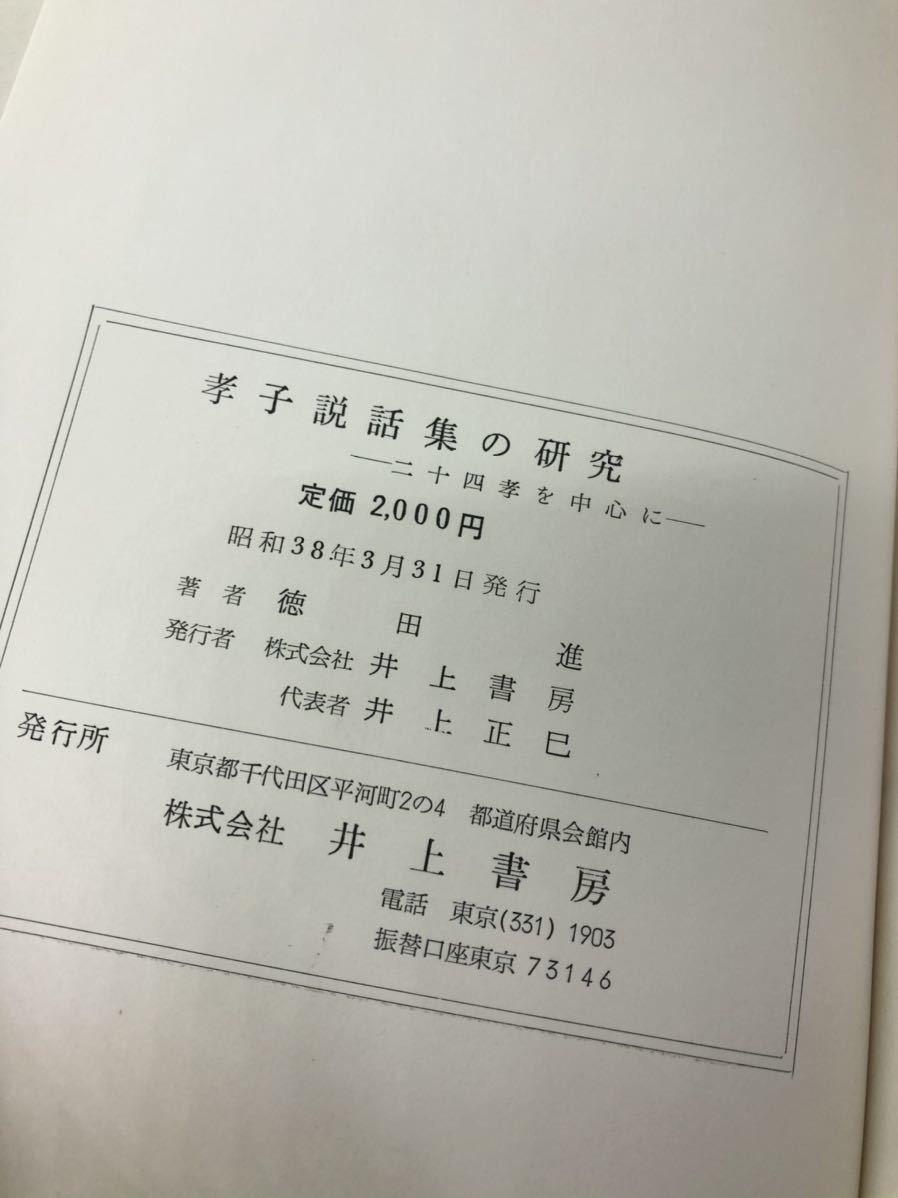 孝子説話集の研究
――二十四孝を中心に――
定価 2,000円
昭和38年3月31日発行
著者 徳田進
発行者 株式会社 井上書房
代表者 井上正巳
発行所
東京都千代田区平河町2の4 都道府県会館内
株式会社 井上書房
電話 東京(331) 1903
振替口座東京 73146